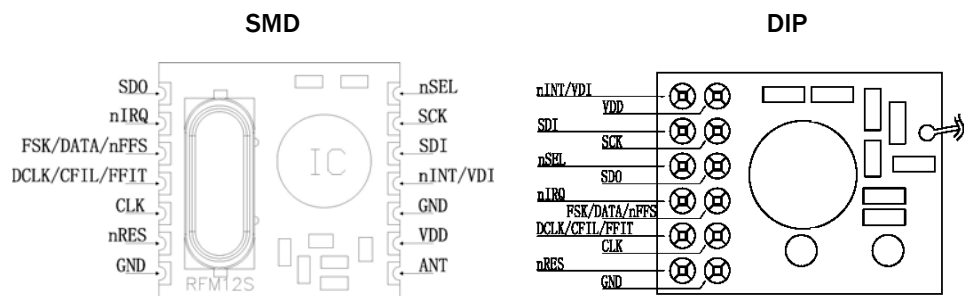 SMD
DIP
SDO
nIRQ
FSK/DATA/nFFS
DCLK/CFIL/FFIT
CLK
nRES
GND
nSEL
SCK
SDI
nINT/VDI
GND
VDD
ANT
IC
RFM12S
nINT/VDI
VDD
SDI
SCK
nSEL
SDO
nIRQ
FSK/DATA/nFFS
DCLK/CFIL/FFIT
CLK
nRES
GND